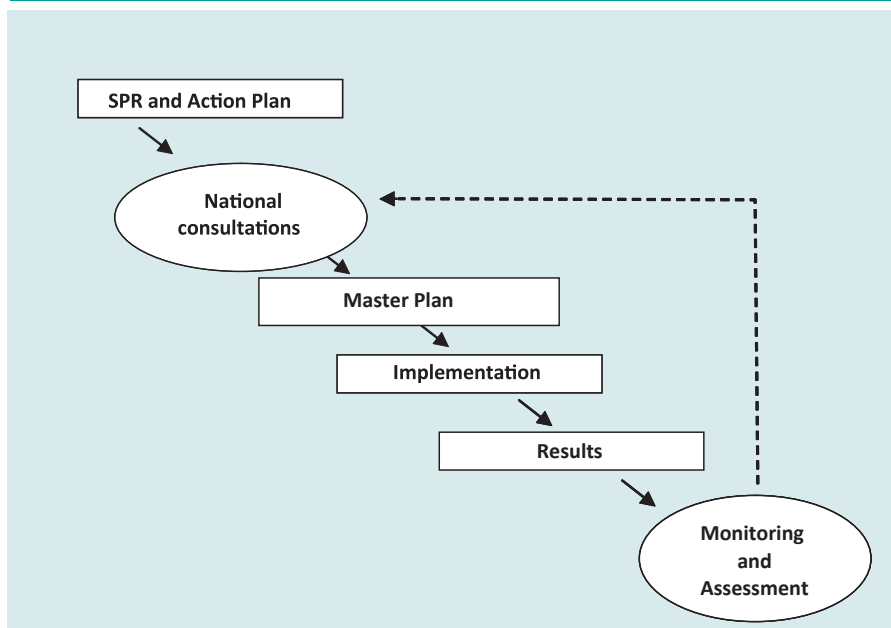 SPR and Action Plan
National
consultations
Master Plan
Implementation
Results
Monitoring
and
Assessment